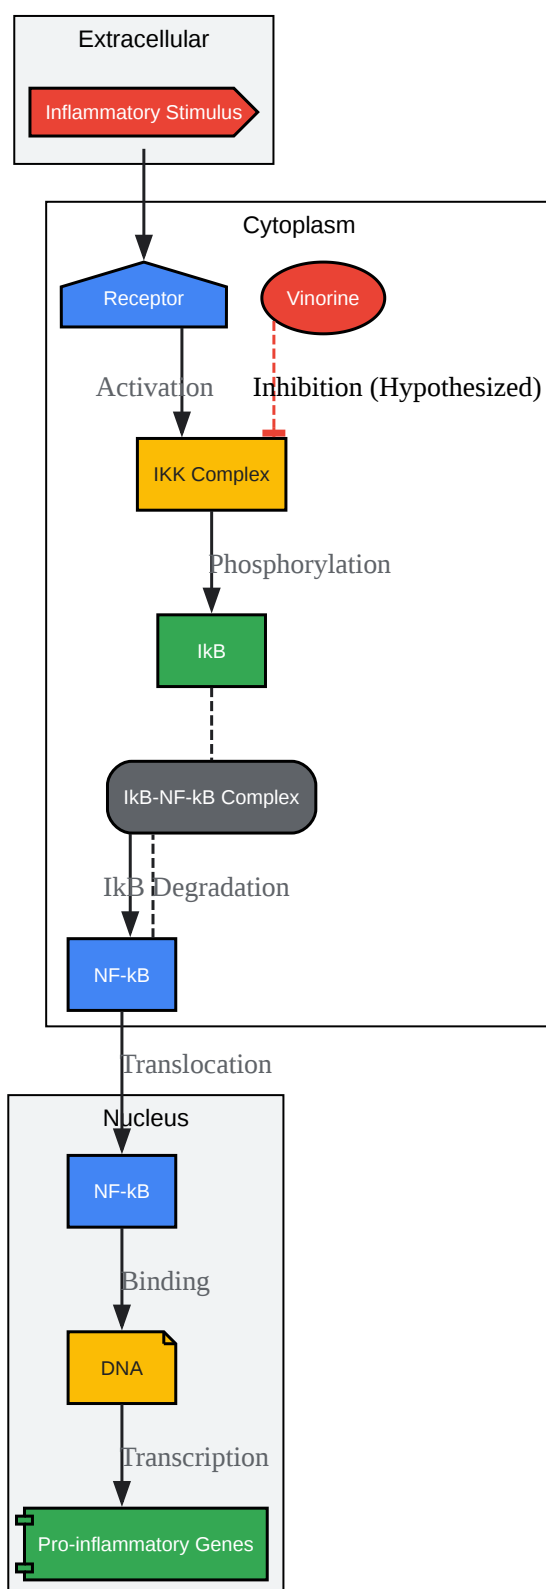 Extracellular
Inflammatory Stimulus
Cytoplasm
Receptor
Vinorine
Activation
Inhibition (Hypothesized)
IKK Complex
Phosphorylation
IkB
IkB-NF-kB Complex
IkB Degradation
NF-kB
Translocation
Nucleus
NF-kB
Binding
DNA
Transcription
Pro-inflammatory Genes